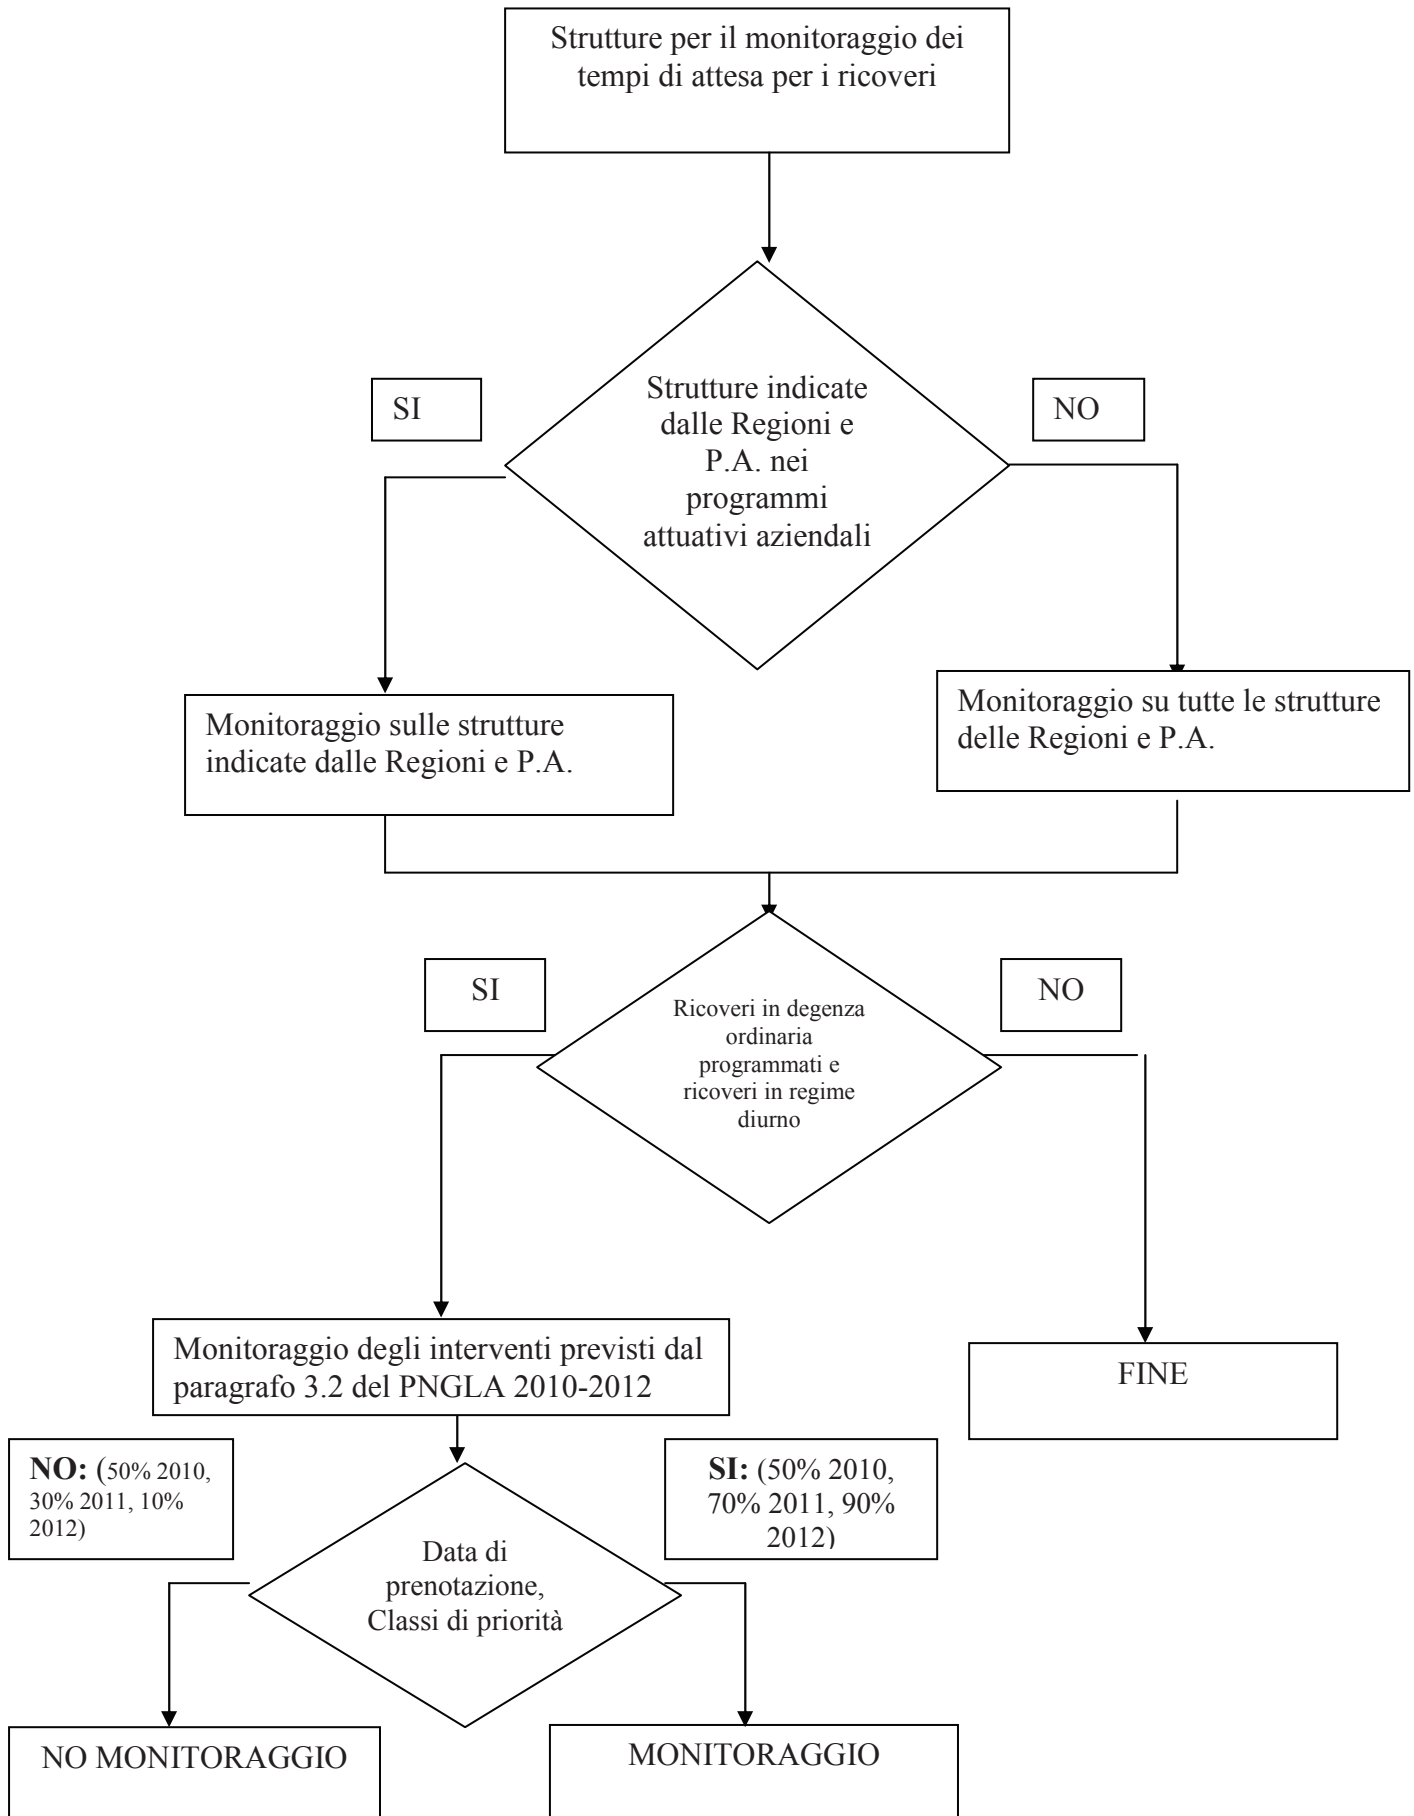 Strutture per il monitoraggio dei
tempi di attesa per i ricoveri
SI
Strutture indicate
dalle Regioni e
P.A. nei
programmi
attuativi aziendali
NO
Monitoraggio sulle strutture
indicate dalle Regioni e P.A.
Monitoraggio su tutte le strutture
delle Regioni e P.A.
SI
Ricoveri in degenza
ordinaria
programmati e
ricoveri in regime
diurno
NO
Monitoraggio degli interventi previsti dal
paragrafo 3.2 del PNGLA 2010-2012
FINE
NO: (50% 2010,
30% 2011, 10%
2012)
SI: (50% 2010,
70% 2011, 90%
2012)
Data di
prenotazione,
Classi di priorità
NO MONITORAGGIO
MONITORAGGIO